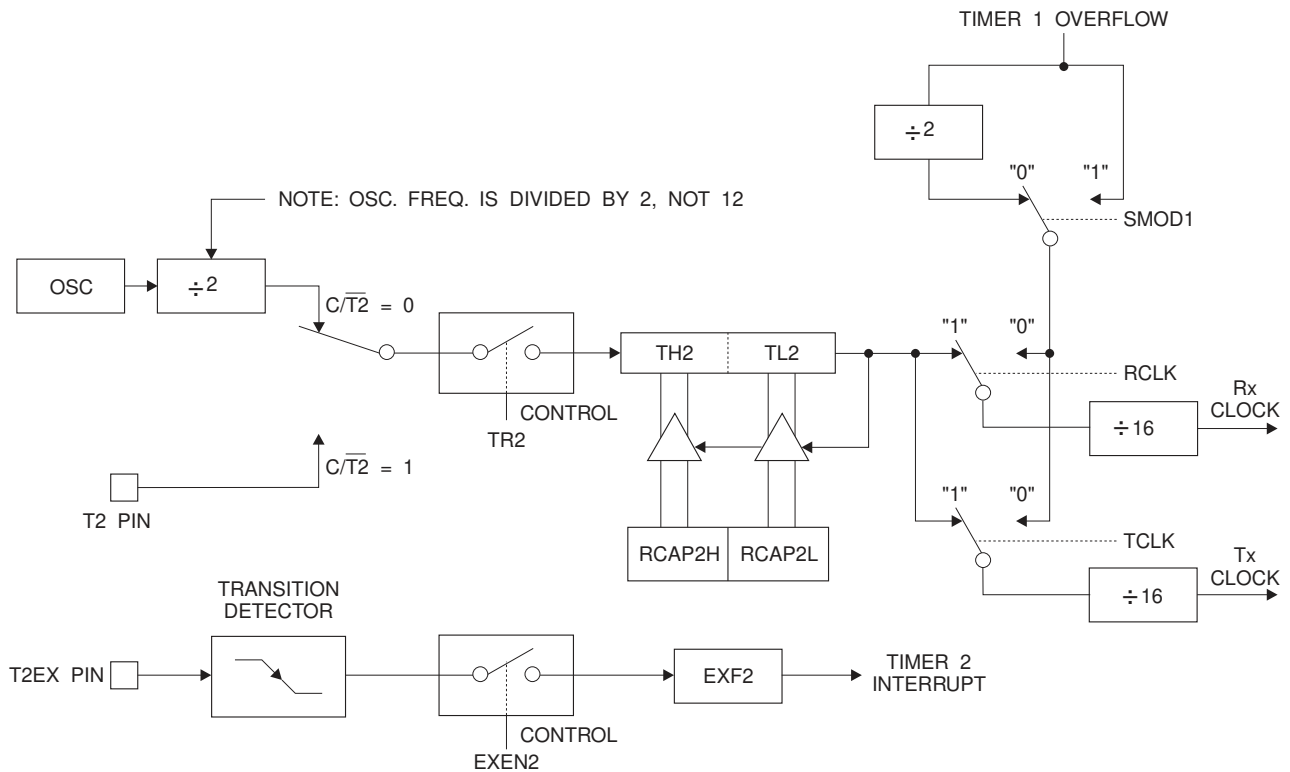 TIMER 1 OVERFLOW
÷2
"0" "1"
NOTE: OSC. FREQ. IS DIVIDED BY 2, NOT 12
SMOD1
OSC
÷2
C/T2̅ = 0
"1" "0"
TH2 TL2
RCLK
Rx
CLOCK
CONTROL
÷16
TR2
C/T2̅ = 1
"1" "0"
T2 PIN
RCAP2H RCAP2L
TCLK
Tx
CLOCK
÷16
TRANSITION
DETECTOR
T2EX PIN
EXF2
TIMER 2
INTERRUPT
CONTROL
EXEN2